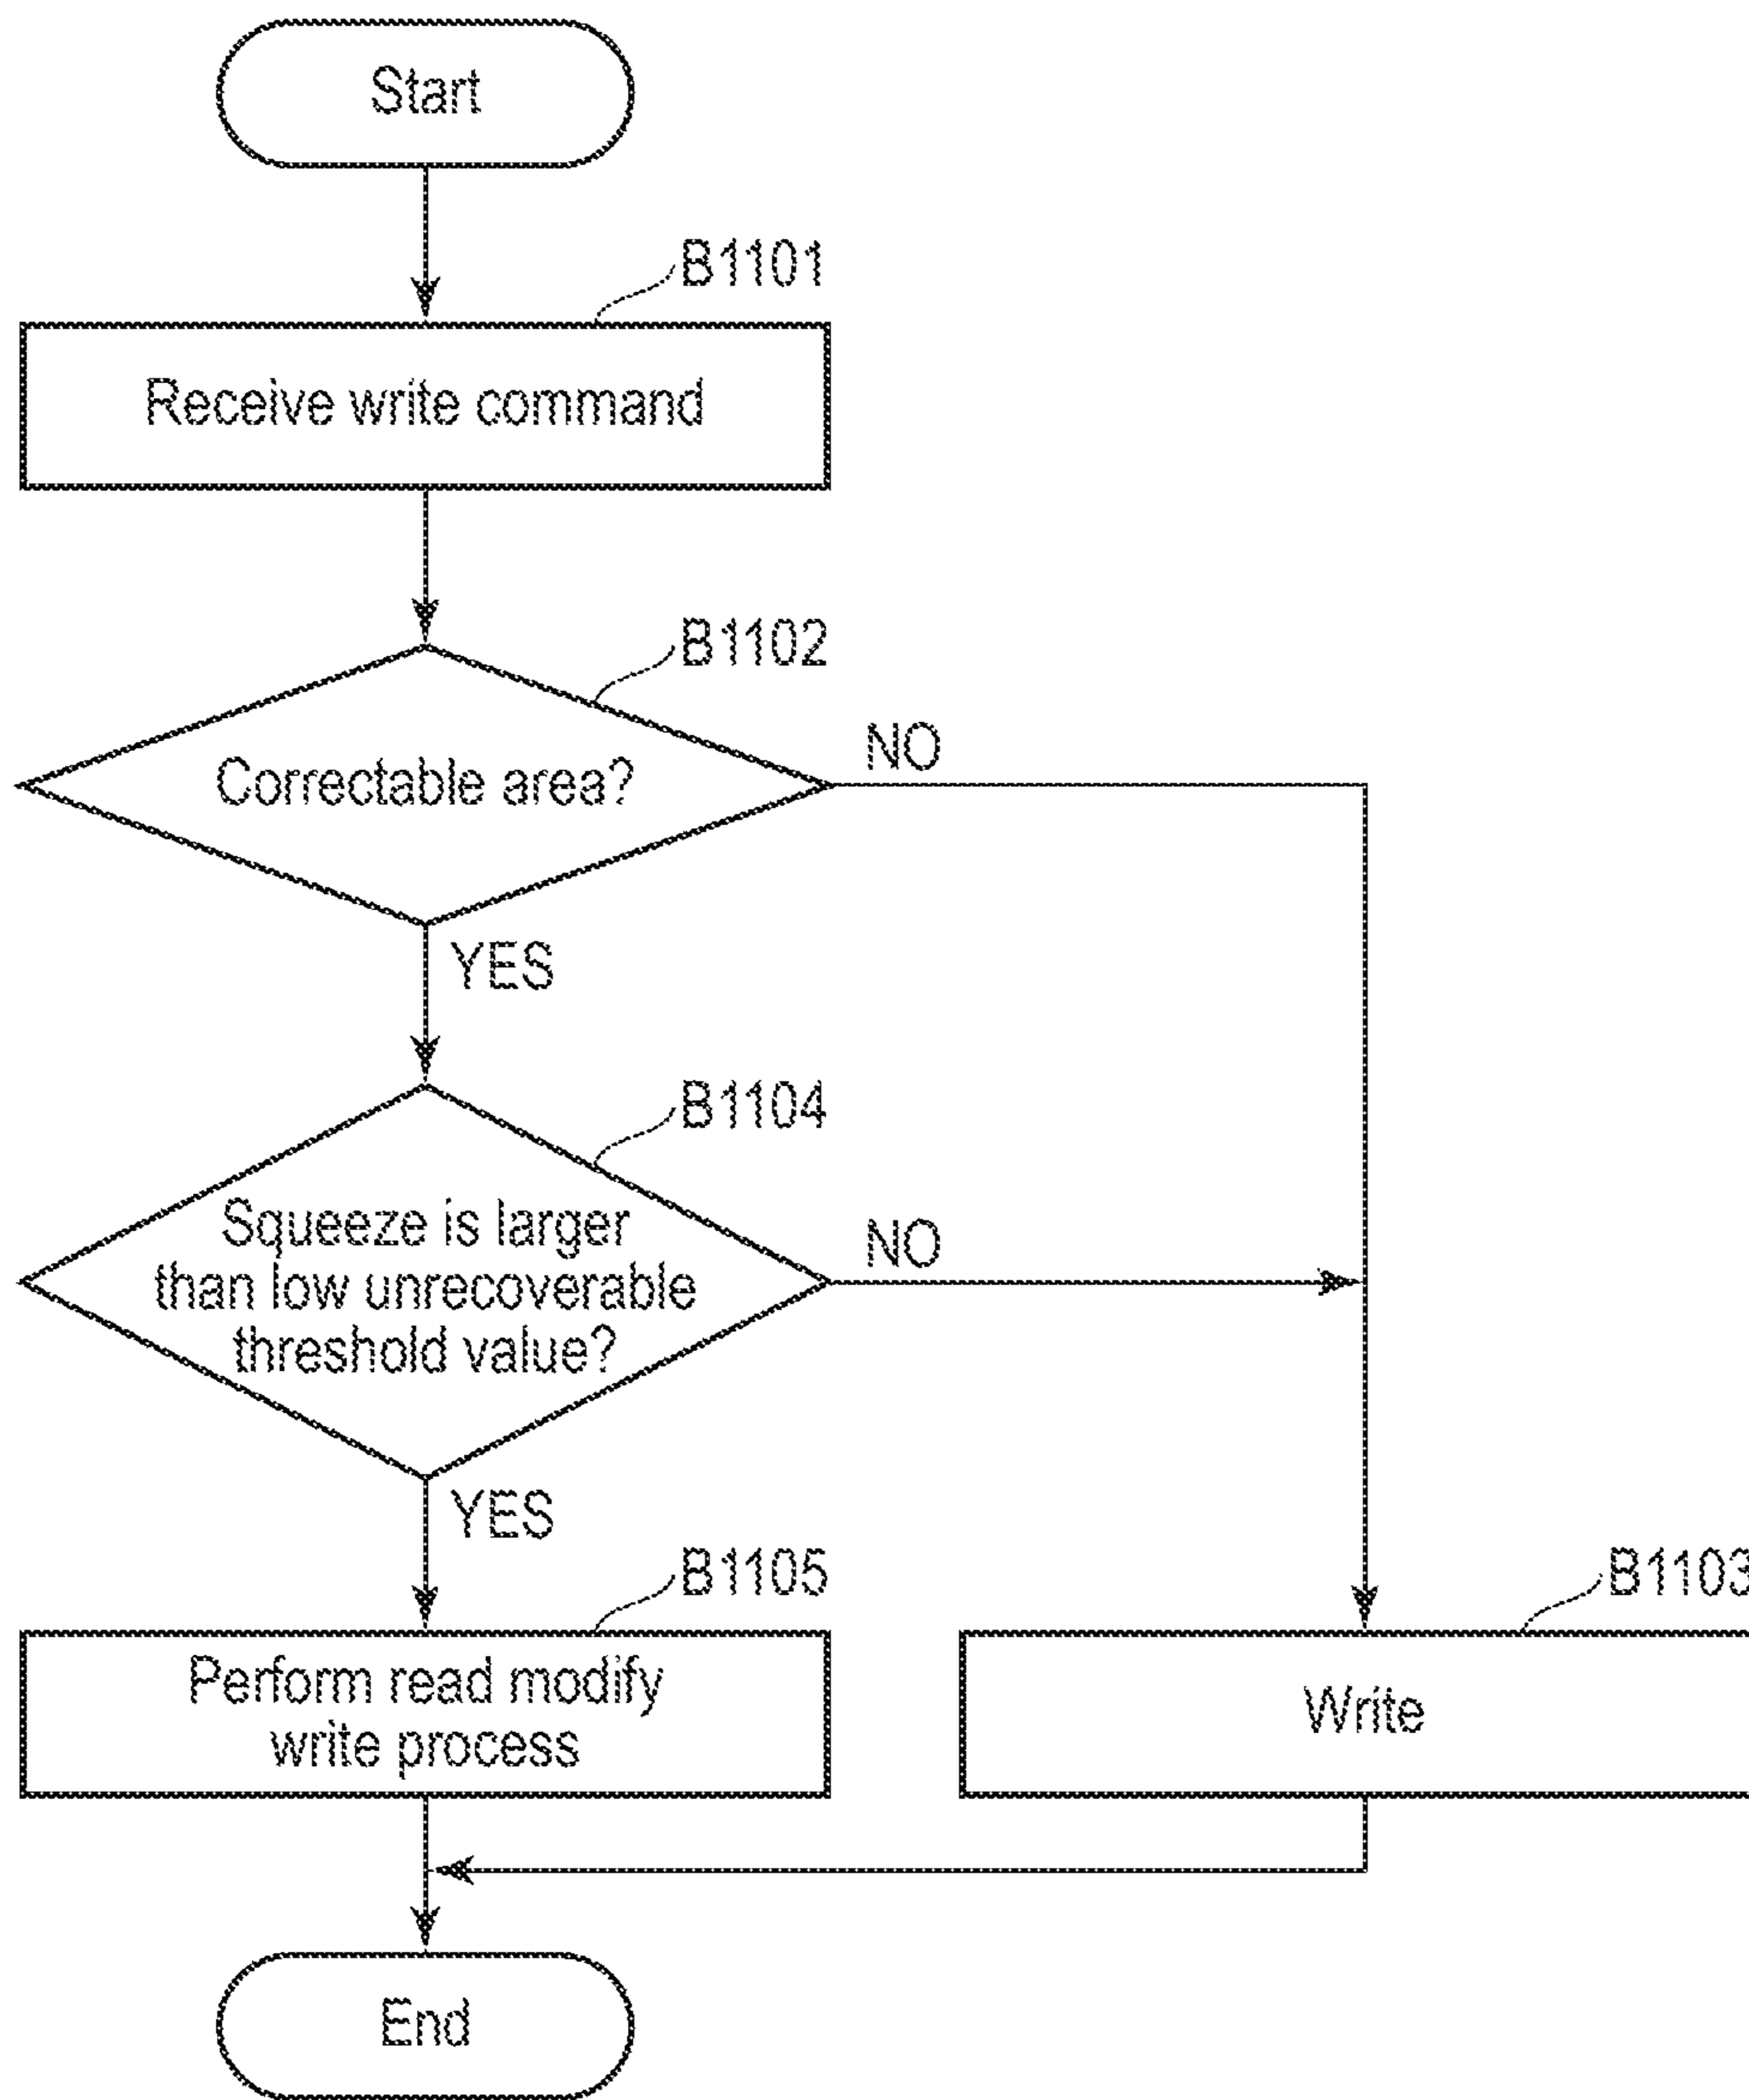 Start
B1101
Receive write command
B1102
Correctable area?
NO
YES
B1104
Squeeze is larger
than low unrecoverable
threshold value?
NO
YES
B1105
Perform read modify
write process
B1103
Write
End